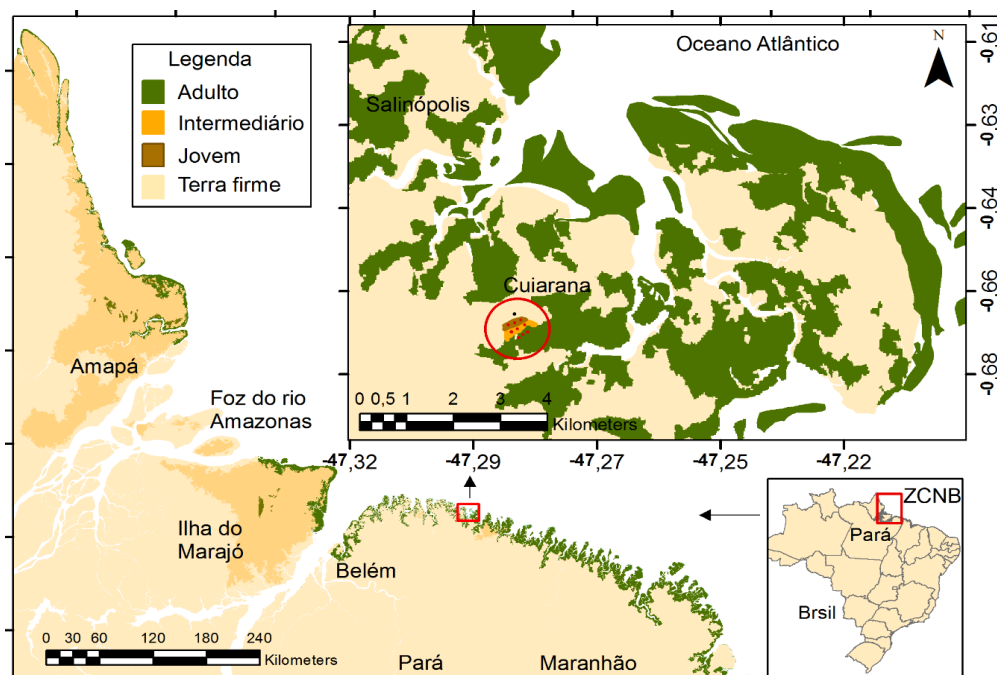 Legenda
Adulto
Intermediário
Jovem
Terra firme
Oceano Atlântico
N
Salinópolis
Cuiarana
0 0,5 1 2 3 4
Kilometers
-0.61
-0.63
-0.64
-0.66
-0.68
-47,32 -47,29 -47,27 -47,25 -47,22
Amapá
Foz do rio
Amazonas
Ilha do
Marajó
Belém
Pará
Maranhão
0 30 60 120 180 240
Kilometers
ZCNB
Pará
Brsil